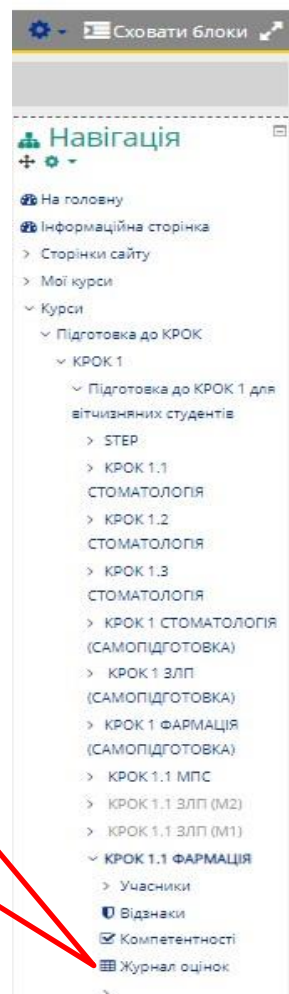 Сховати блоки
Навігація
На головну
Інформаційна сторінка
Сторінки сайту
Мої курси
Курси
Підготовка до КРОК
КРОК 1
Підготовка до КРОК 1 для
вітчизняних студентів
STEP
КРОК 1.1
СТОМАТОЛОГІЯ
КРОК 1.2
СТОМАТОЛОГІЯ
КРОК 1.3
СТОМАТОЛОГІЯ
КРОК 1 СТОМАТОЛОГІЯ
(САМОПІДГОТОВКА)
КРОК 1 ЗЛП
(САМОПІДГОТОВКА)
КРОК 1 ФАРМАЦІЯ
(САМОПІДГОТОВКА)
КРОК 1.1 МПС
КРОК 1.1 ЗЛП (М2)
КРОК 1.1 ЗЛП (М1)
КРОК 1.1 ФАРМАЦІЯ
Учасники
Відзнаки
Компетентності
Журнал оцінок